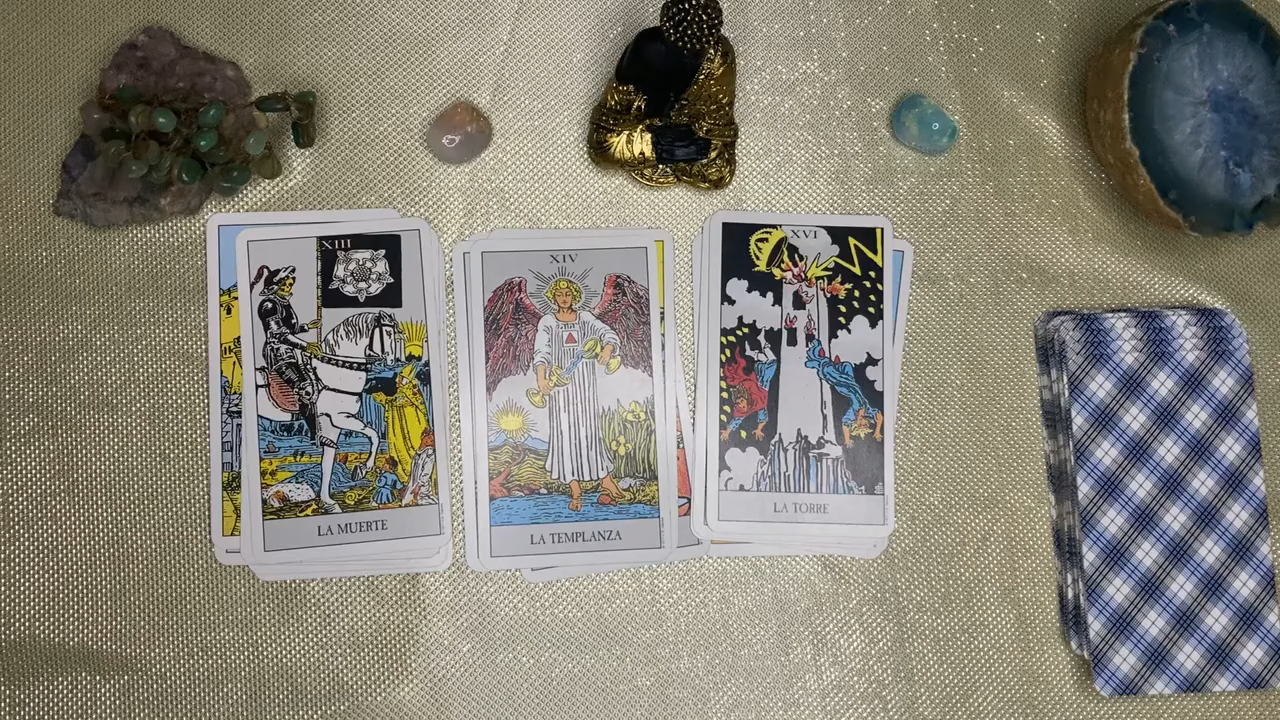 XIII
LA MUERTE
XIV
LA TEMPLANZA
XVI
LA TORRE